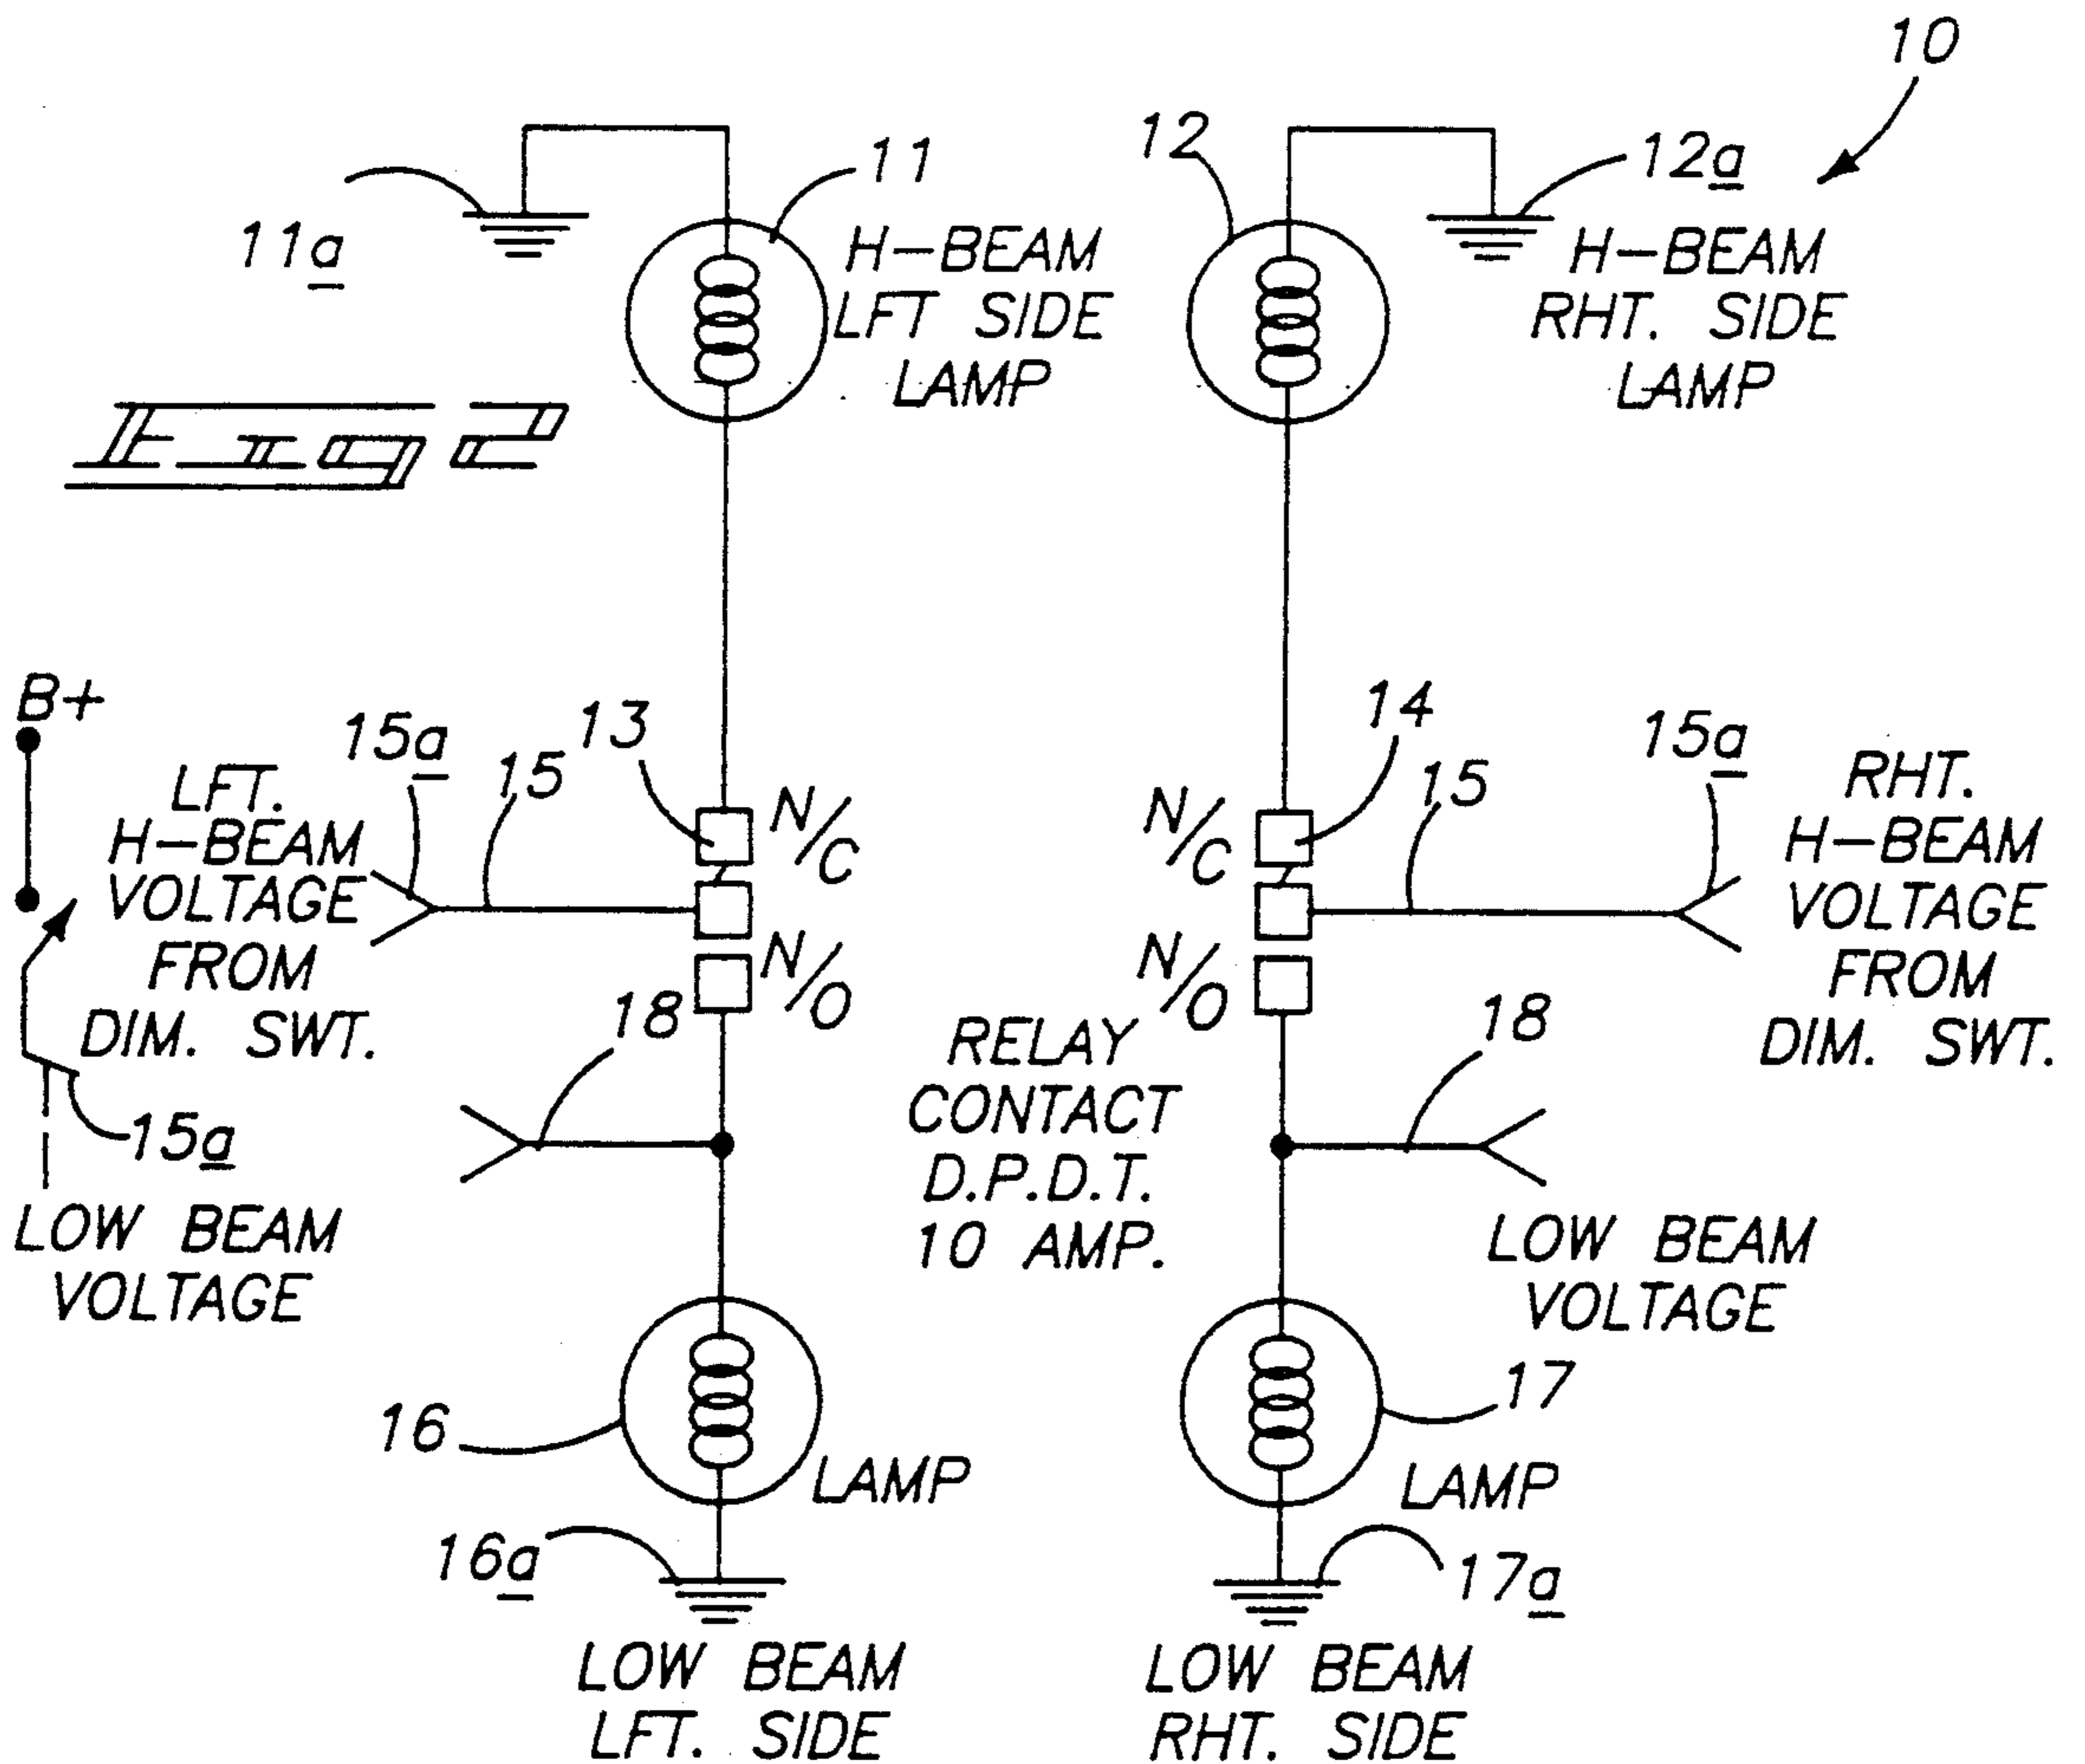 10
11
12
12a
11a
H-BEAM
LFT SIDE
LAMP
H-BEAM
RHT. SIDE
LAMP
Fig 2
B+
15a
15
13
N/C
N/O
LFT.
H-BEAM
VOLTAGE
FROM
DIM. SWT.
14
15
15a
N/C
N/O
RHT.
H-BEAM
VOLTAGE
FROM
DIM. SWT.
18
18
RELAY
CONTACT
D.P.D.T.
10 AMP.
15a
LOW BEAM
VOLTAGE
LOW BEAM
VOLTAGE
16
LAMP
17
LAMP
16a
17a
LOW BEAM
LFT. SIDE
LOW BEAM
RHT. SIDE